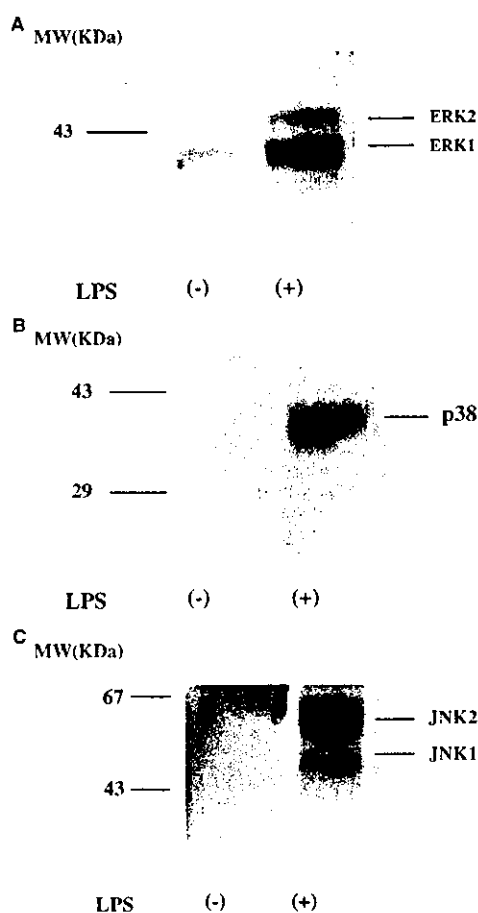 A
MW(KDa)
ERK2
43
ERK1
LPS (-) (+)
B
MW(KDa)
43
p38
29
LPS (-) (+)
C
MW(KDa)
67
JNK2
JNK1
43
LPS (-) (+)